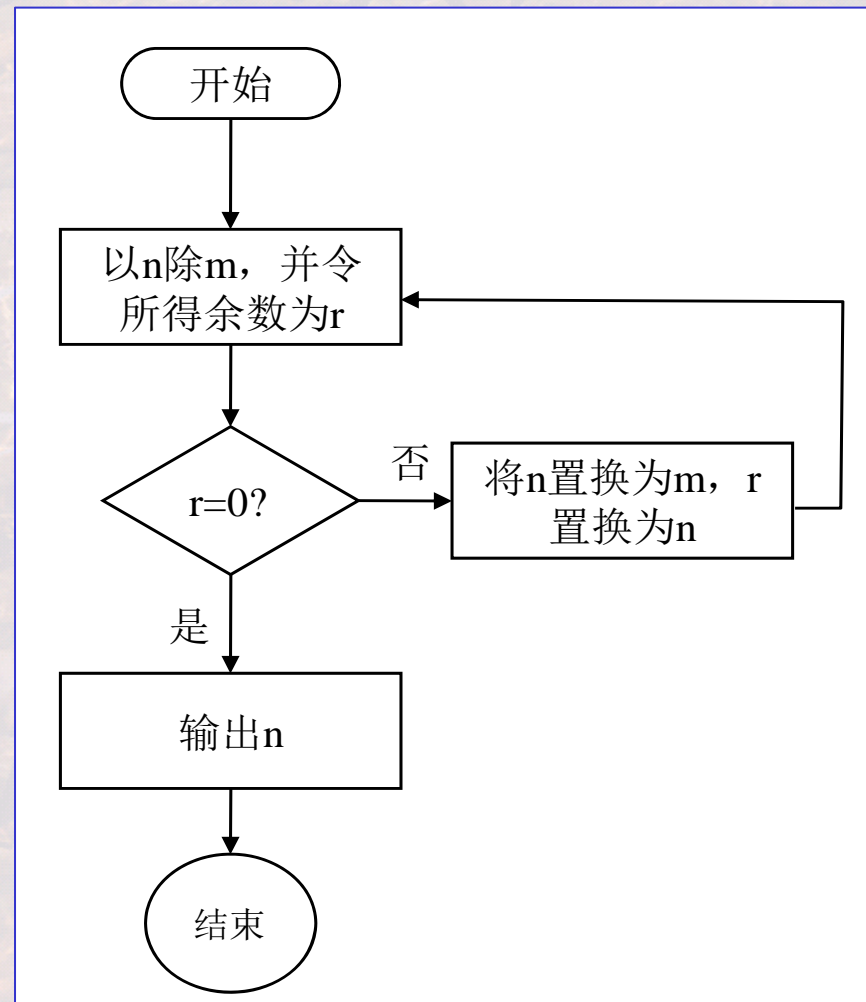 开始
以n除m，并令
所得余数为r
r=0?
否
将n置换为m，r
置换为n
是
输出n
结束